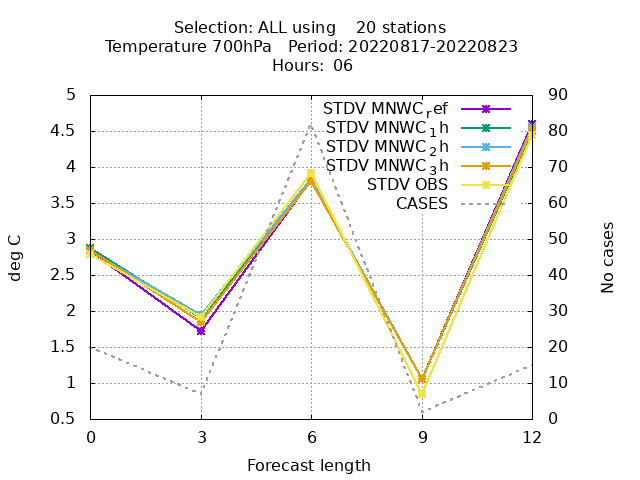 Selection: ALL using    20 stations
Temperature 700hPa   Period: 20220817-20220823
Hours:  06
5 90
STDV MNWC_ref
4.5 80
STDV MNWC_1h
STDV MNWC_2h
4 70
STDV MNWC_3h
STDV OBS
3.5 60
CASES
3 50
deg C
No cases
2.5 40
2 30
1.5 20
1 10
0.5 0
0 3 6 9 12
Forecast length